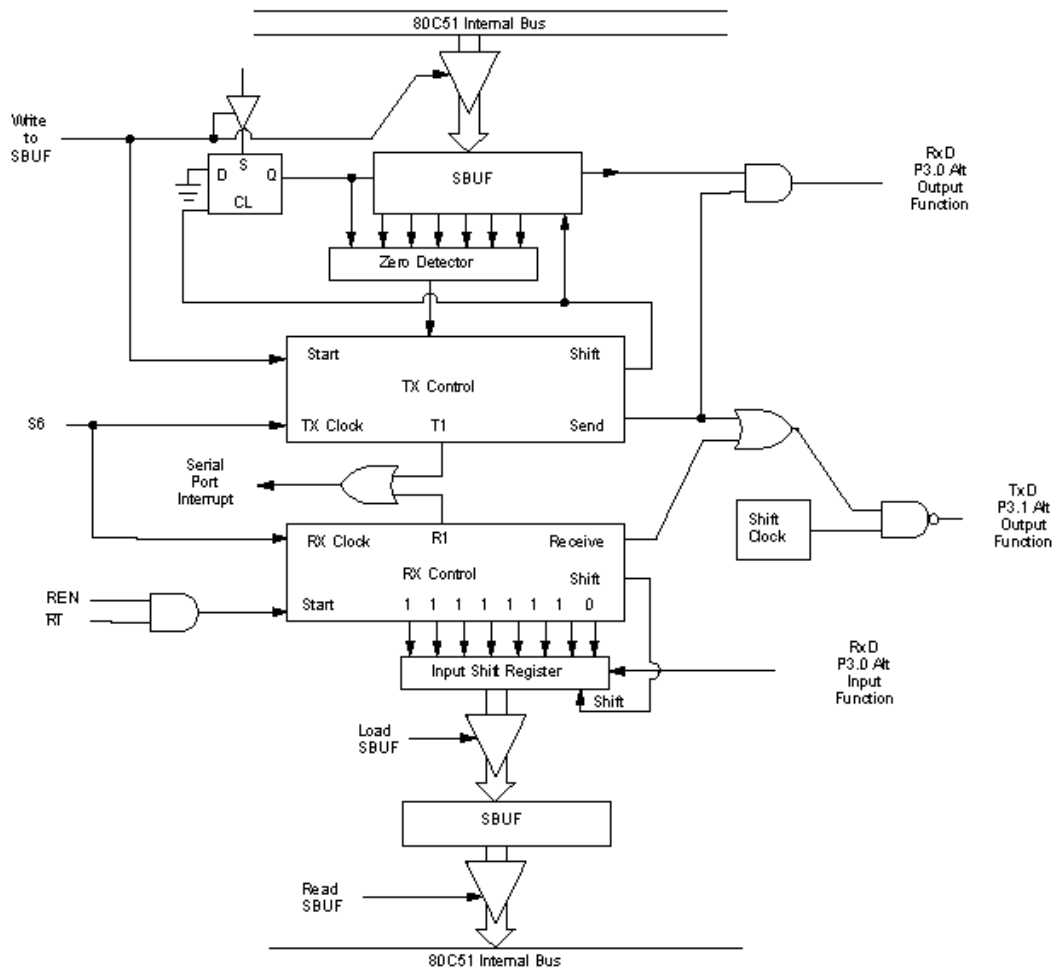 80C51 Internal Bus
Write
to
SBUF
S
D
Q
CL
SBUF
RxD
P3.0 Alt
Output
Function
Zero Detector
Start
Shift
TX Control
S6
TX Clock
T1
Send
Serial
Port
Interrupt
Shift
Clock
TxD
P3.1 Alt
Output
Function
RX Clock
R1
Receive
RX Control
Shift
REN
RT
Start
1 1 1 1 1 1 1 0
Input Shift Register
RxD
P3.0 Alt
Input
Function
Shift
Load
SBUF
SBUF
Read
SBUF
80C51 Internal Bus